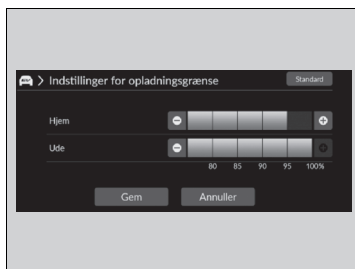 Indstillinger for opladningsgrænse
Standard
Hjem
Ude
80 85 90 95 100%
Gem
Annuller